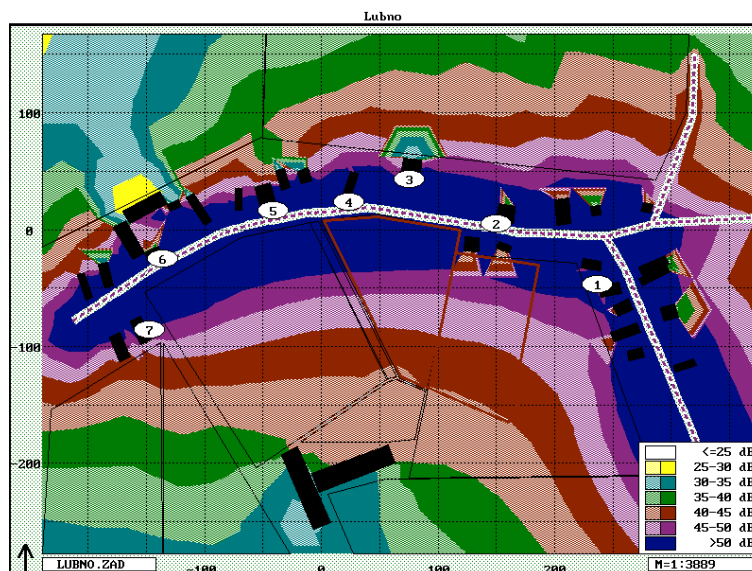 Lubno
100
0
-100
-200
3
4
5
2
6
1
7
<=25 dB
25-30 dB
30-35 dB
35-40 dB
40-45 dB
45-50 dB
>50 dB
LUBNO.ZAD
-100
0
100
200
M=1:3889